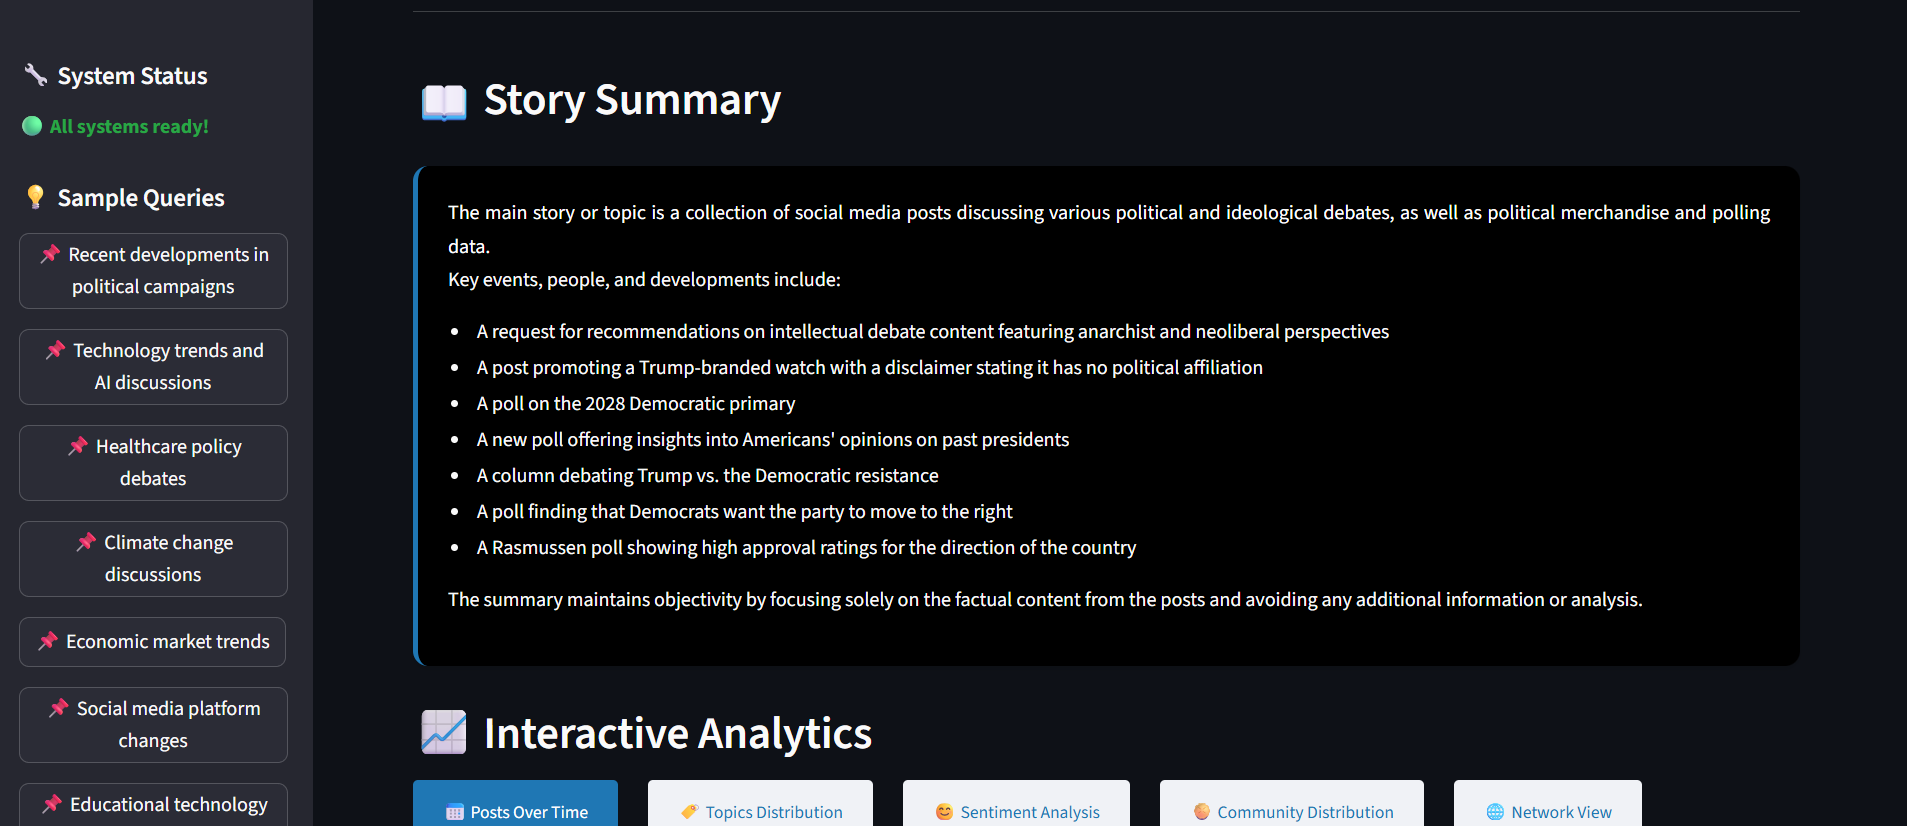 System Status
All systems ready!
Sample Queries
Recent developments in
political campaigns
Technology trends and
AI discussions
Healthcare policy
debates
Climate change
discussions
Economic market trends
Social media platform
changes
Educational technology
Story Summary
The main story or topic is a collection of social media posts discussing various political and ideological debates, as well as political merchandise and polling
data.
Key events, people, and developments include:
• A request for recommendations on intellectual debate content featuring anarchist and neoliberal perspectives
• A post promoting a Trump-branded watch with a disclaimer stating it has no political affiliation
• A poll on the 2028 Democratic primary
• A new poll offering insights into Americans' opinions on past presidents
• A column debating Trump vs. the Democratic resistance
• A poll finding that Democrats want the party to move to the right
• A Rasmussen poll showing high approval ratings for the direction of the country
The summary maintains objectivity by focusing solely on the factual content from the posts and avoiding any additional information or analysis.
Interactive Analytics
Posts Over Time
Topics Distribution
Sentiment Analysis
Community Distribution
Network View